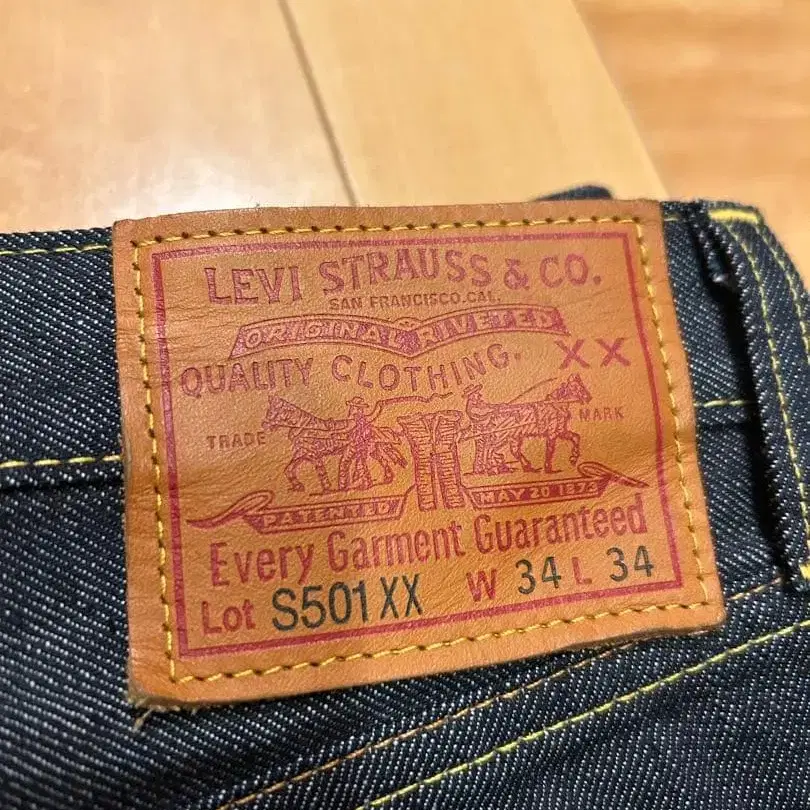 LEVI STRAUSS & CO.
SAN FRANCISCO, CAL.
ORIGINAL RIVETED
QUALITY CLOTHING. XX
TRADE MARK
PATENTED MAY 20 1873
Every Garment Guaranteed
Lot S501XX W 34 L 34